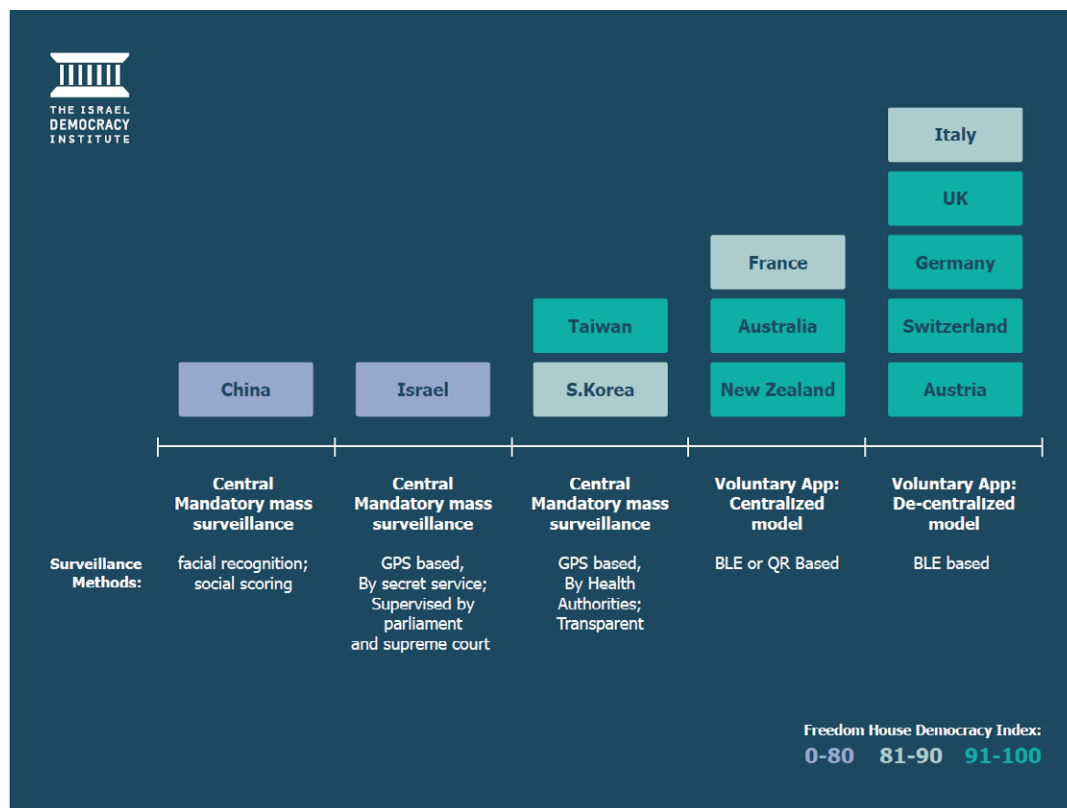 THE ISRAEL
DEMOCRACY
INSTITUTE
Italy
UK
France
Germany
Taiwan
Australia
Switzerland
China
Israel
S.Korea
New Zealand
Austria
Central
Mandatory mass
surveillance
Central
Mandatory mass
surveillance
Central
Mandatory mass
surveillance
Voluntary App:
Centralized
model
Voluntary App:
De-centralized
model
Surveillance
Methods:
facial recognition;
social scoring
GPS based,
By secret service;
Supervised by
parliament
and supreme court
GPS based,
By Health
Authorities;
Transparent
BLE or QR Based
BLE based
Freedom House Democracy Index:
0-80 81-90 91-100